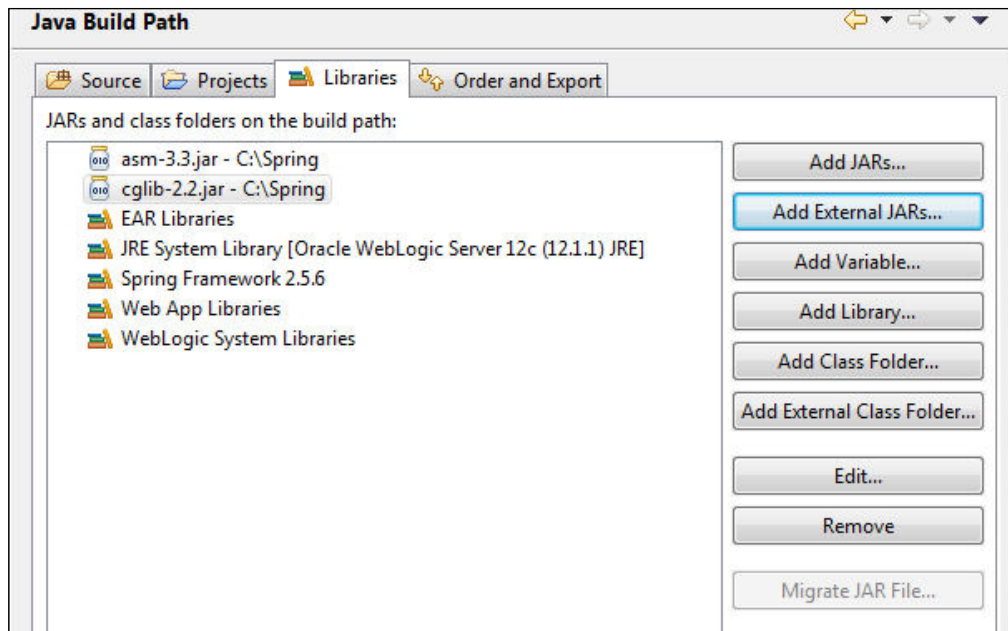 Java Build Path
Source
Projects
Libraries
Order and Export
JARs and class folders on the build path:
asm-3.3.jar - C:\Spring
cglib-2.2.jar - C:\Spring
EAR Libraries
JRE System Library [Oracle WebLogic Server 12c (12.1.1) JRE]
Spring Framework 2.5.6
Web App Libraries
WebLogic System Libraries
Add JARs...
Add External JARs...
Add Variable...
Add Library...
Add Class Folder...
Add External Class Folder...
Edit...
Remove
Migrate JAR File...